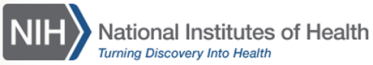 NIH National Institutes of Health
Turning Discovery Into Health